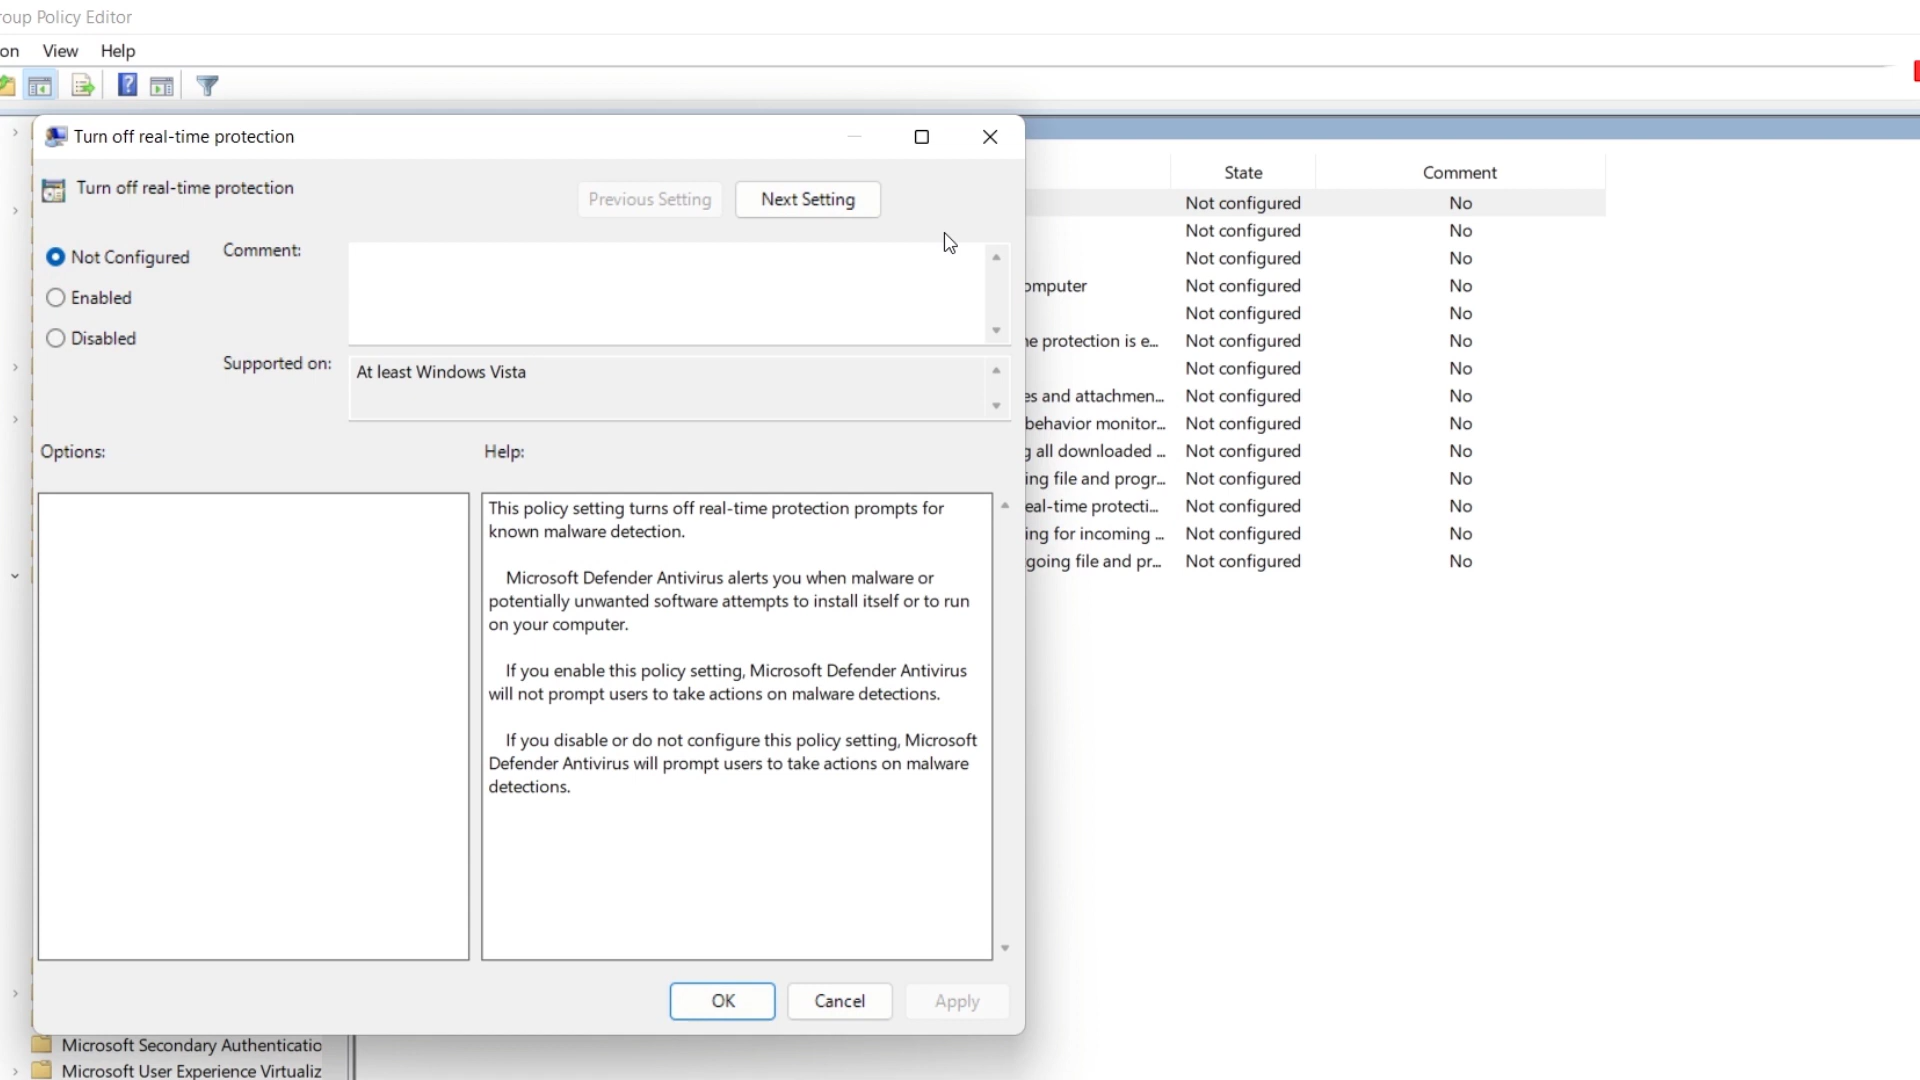 roup Policy Editor
on View Help
Turn off real-time protection
Turn off real-time protection
Previous Setting Next Setting
Not Configured
Comment:
Enabled
Disabled
Supported on:
At least Windows Vista
Options:
Help:
This policy setting turns off real-time protection prompts for
known malware detection.
Microsoft Defender Antivirus alerts you when malware or
potentially unwanted software attempts to install itself or to run
on your computer.
If you enable this policy setting, Microsoft Defender Antivirus
will not prompt users to take actions on malware detections.
If you disable or do not configure this policy setting, Microsoft
Defender Antivirus will prompt users to take actions on malware
detections.
OK Cancel Apply
State Comment
Not configured No
Not configured No
Not configured No
omputer Not configured No
Not configured No
ne protection is e... Not configured No
Not configured No
es and attachmen... Not configured No
behavior monitor... Not configured No
g all downloaded ... Not configured No
ing file and progr... Not configured No
eal-time protecti... Not configured No
ing for incoming ... Not configured No
going file and pr... Not configured No
Microsoft Secondary Authenticatio
Microsoft User Experience Virtualiz